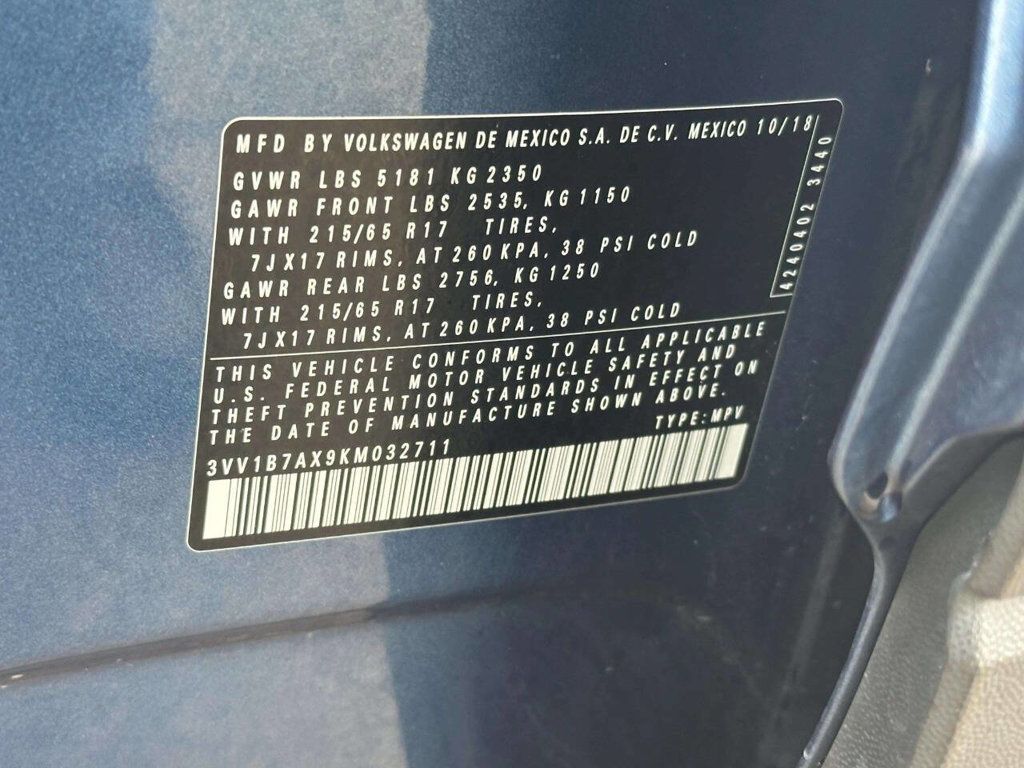 MFD BY VOLKSWAGEN DE MEXICO S.A. DE C.V. MEXICO 10/18
GVWR LBS 5181 KG 2350
GAWR FRONT LBS 2535, KG 1150
WITH 215/65 R17 TIRES,
7JX17 RIMS, AT 260 KPA, 38 PSI COLD
GAWR REAR LBS 2756, KG 1250
WITH 215/65 R17 TIRES,
7JX17 RIMS, AT 260 KPA, 38 PSI COLD
4240402 3440
THIS VEHICLE CONFORMS TO ALL APPLICABLE
U.S. FEDERAL MOTOR VEHICLE SAFETY AND
THEFT PREVENTION STANDARDS IN EFFECT ON
THE DATE OF MANUFACTURE SHOWN ABOVE.
TYPE: MPV
3VV1B7AX9KM032711